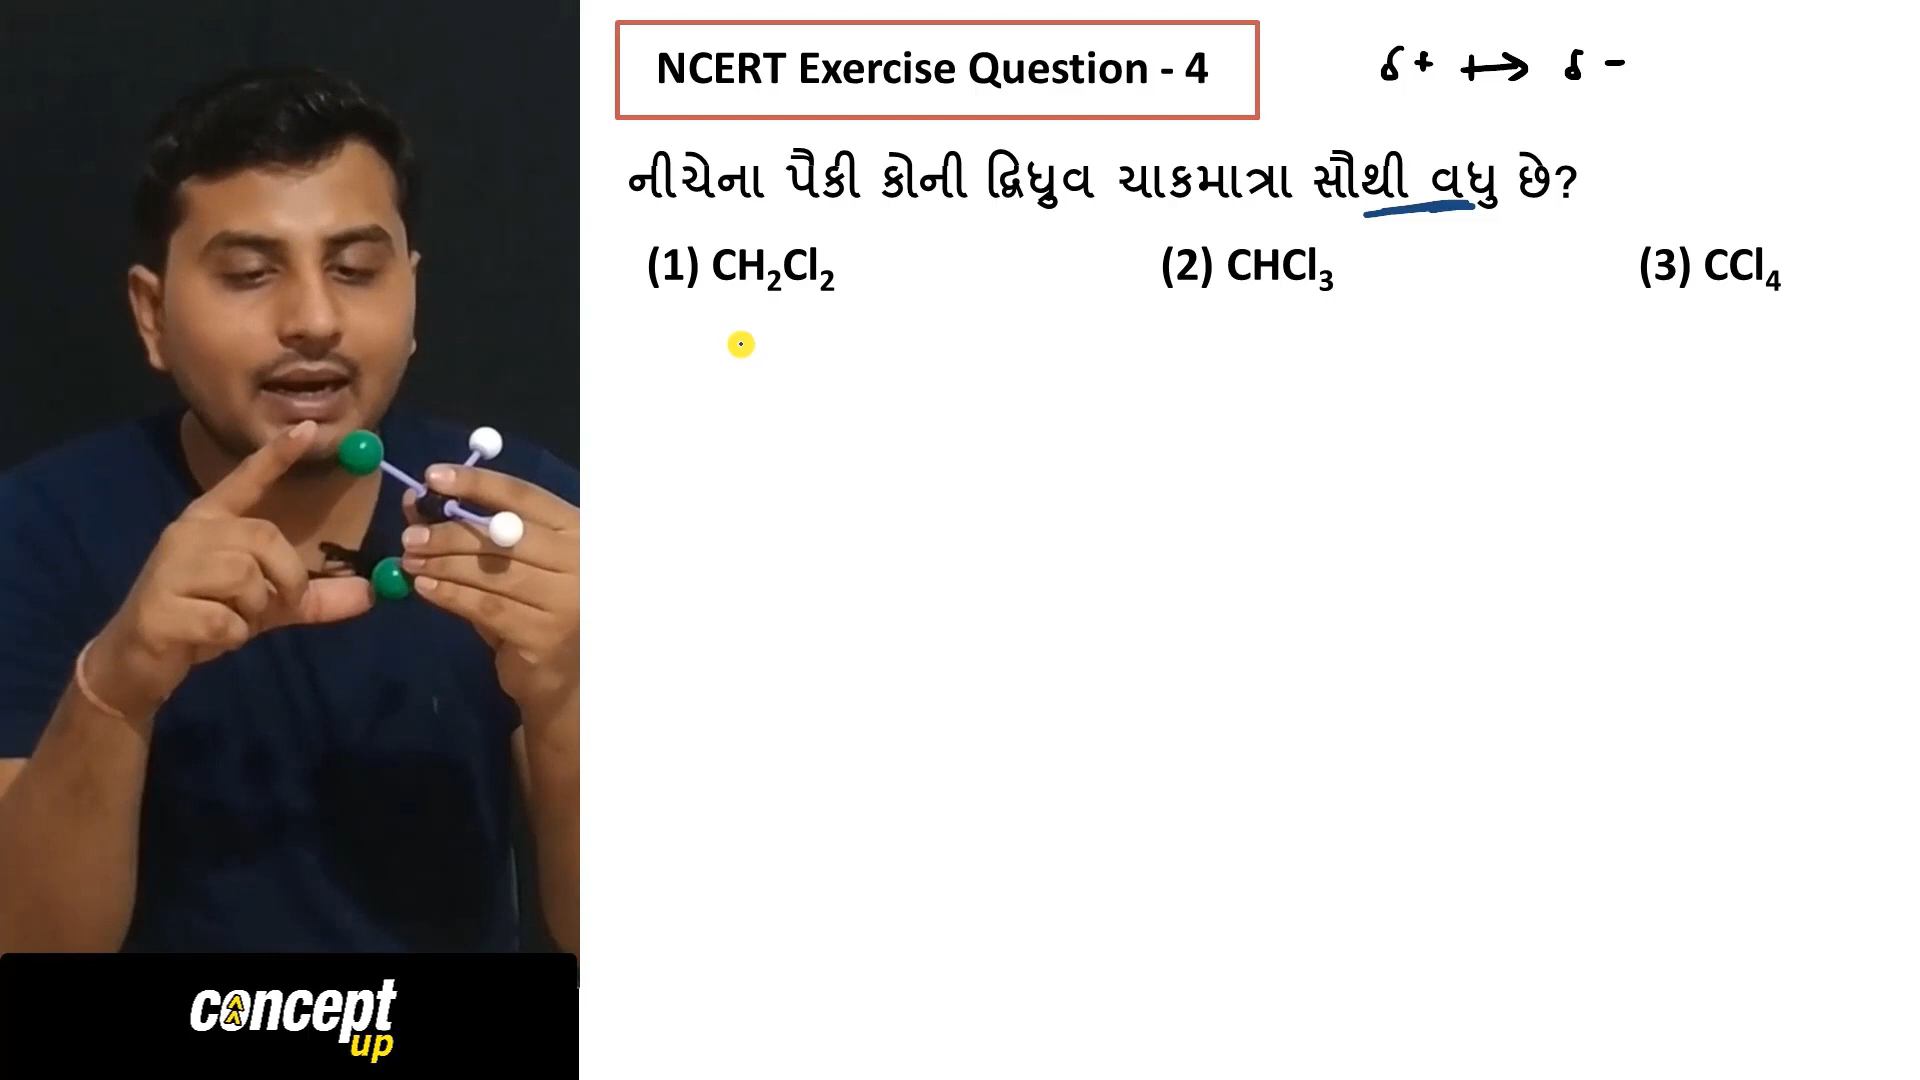 NCERT Exercise Question - 4
δ+ ↦ δ-
નીચેના પૈકી કોની દ્વિધ્રુવ ચાકમાત્રા સૌથી વધુ છે?
(1) CH₂Cl₂ (2) CHCl₃ (3) CCl₄
concept
up